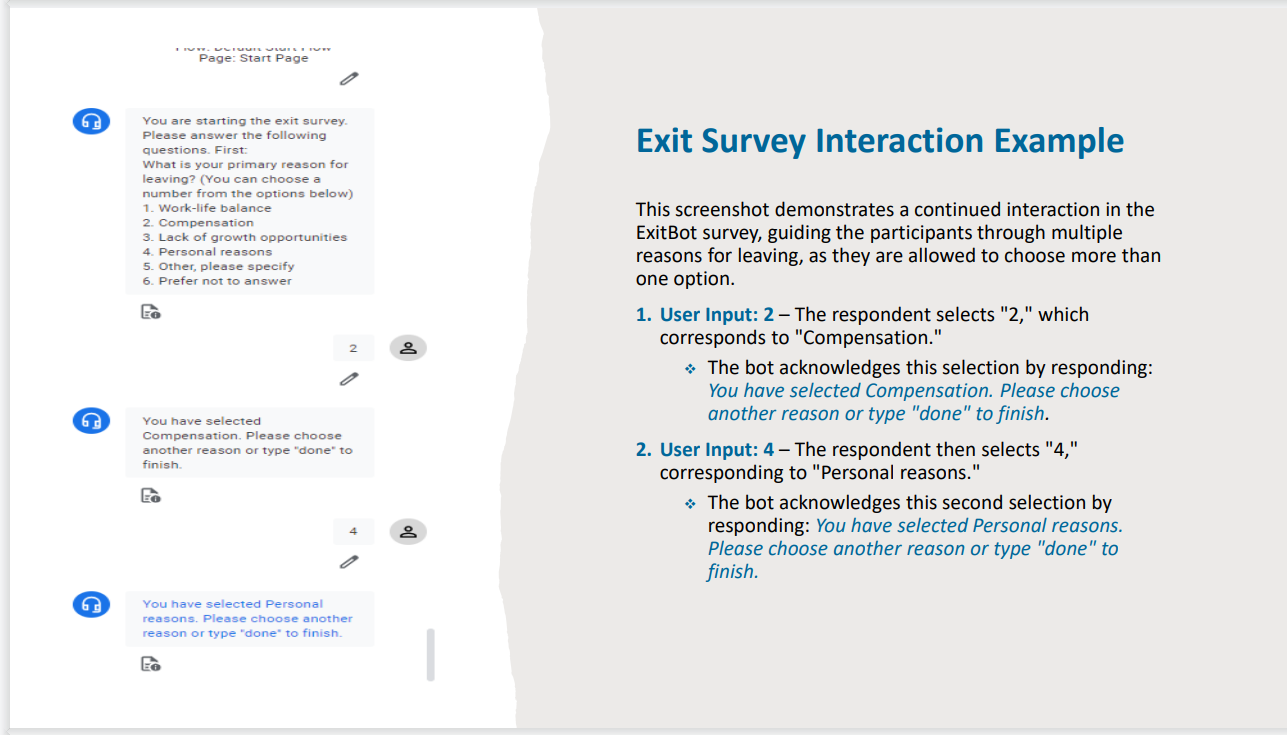 Page: Start Page
You are starting the exit survey.
Please answer the following
questions. First:
What is your primary reason for
leaving? (You can choose a
number from the options below)
1. Work-life balance
2. Compensation
3. Lack of growth opportunities
4. Personal reasons
5. Other, please specify
6. Prefer not to answer
2
You have selected
Compensation. Please choose
another reason or type "done" to
finish.
4
You have selected Personal
reasons. Please choose another
reason or type "done" to finish.
Exit Survey Interaction Example
This screenshot demonstrates a continued interaction in the
ExitBot survey, guiding the participants through multiple
reasons for leaving, as they are allowed to choose more than
one option.
1. User Input: 2 – The respondent selects "2," which
corresponds to "Compensation."
❖ The bot acknowledges this selection by responding:
You have selected Compensation. Please choose
another reason or type "done" to finish.
2. User Input: 4 – The respondent then selects "4,"
corresponding to "Personal reasons."
❖ The bot acknowledges this second selection by
responding: You have selected Personal reasons.
Please choose another reason or type "done" to
finish.